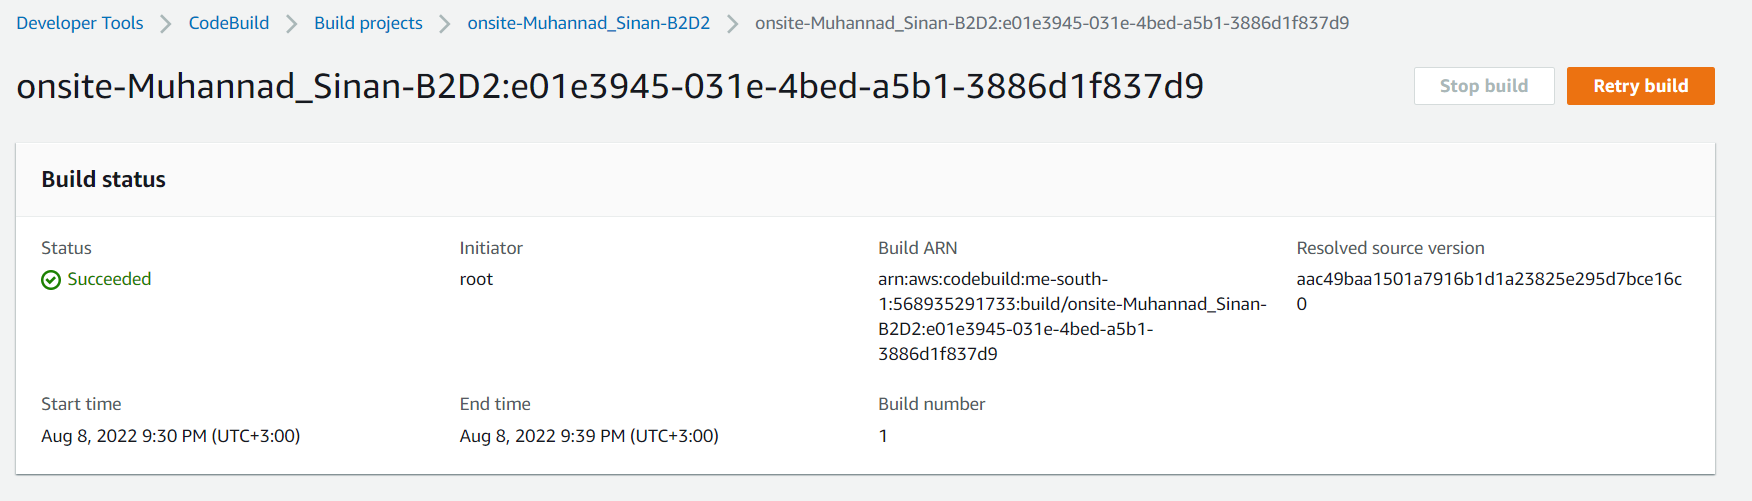 Developer Tools > CodeBuild > Build projects > onsite-Muhannad_Sinan-B2D2 > onsite-Muhannad_Sinan-B2D2:e01e3945-031e-4bed-a5b1-3886d1f837d9
onsite-Muhannad_Sinan-B2D2:e01e3945-031e-4bed-a5b1-3886d1f837d9
Stop build
Retry build
Build status
Status
Succeeded
Initiator
root
Build ARN
arn:aws:codebuild:me-south-
1:568935291733:build/onsite-Muhannad_Sinan-
B2D2:e01e3945-031e-4bed-a5b1-
3886d1f837d9
Resolved source version
aac49baa1501a7916b1d1a23825e295d7bce16c
0
Start time
Aug 8, 2022 9:30 PM (UTC+3:00)
End time
Aug 8, 2022 9:39 PM (UTC+3:00)
Build number
1